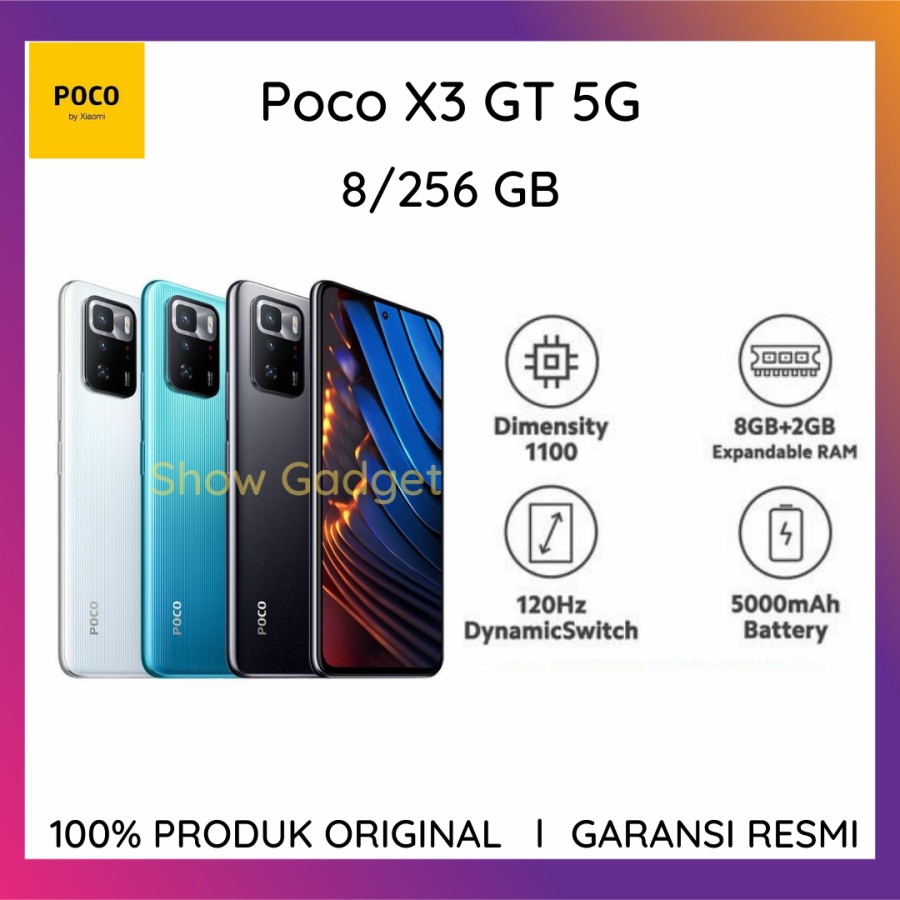 POCO
by Xiaomi
Poco X3 GT 5G
8/256 GB
Dimensity
1100
8GB+2GB
Expandable RAM
Show Gadget
120Hz
DynamicSwitch
5000mAh
Battery
POCO
POCO
POCO
100% PRODUK ORIGINAL | GARANSI RESMI